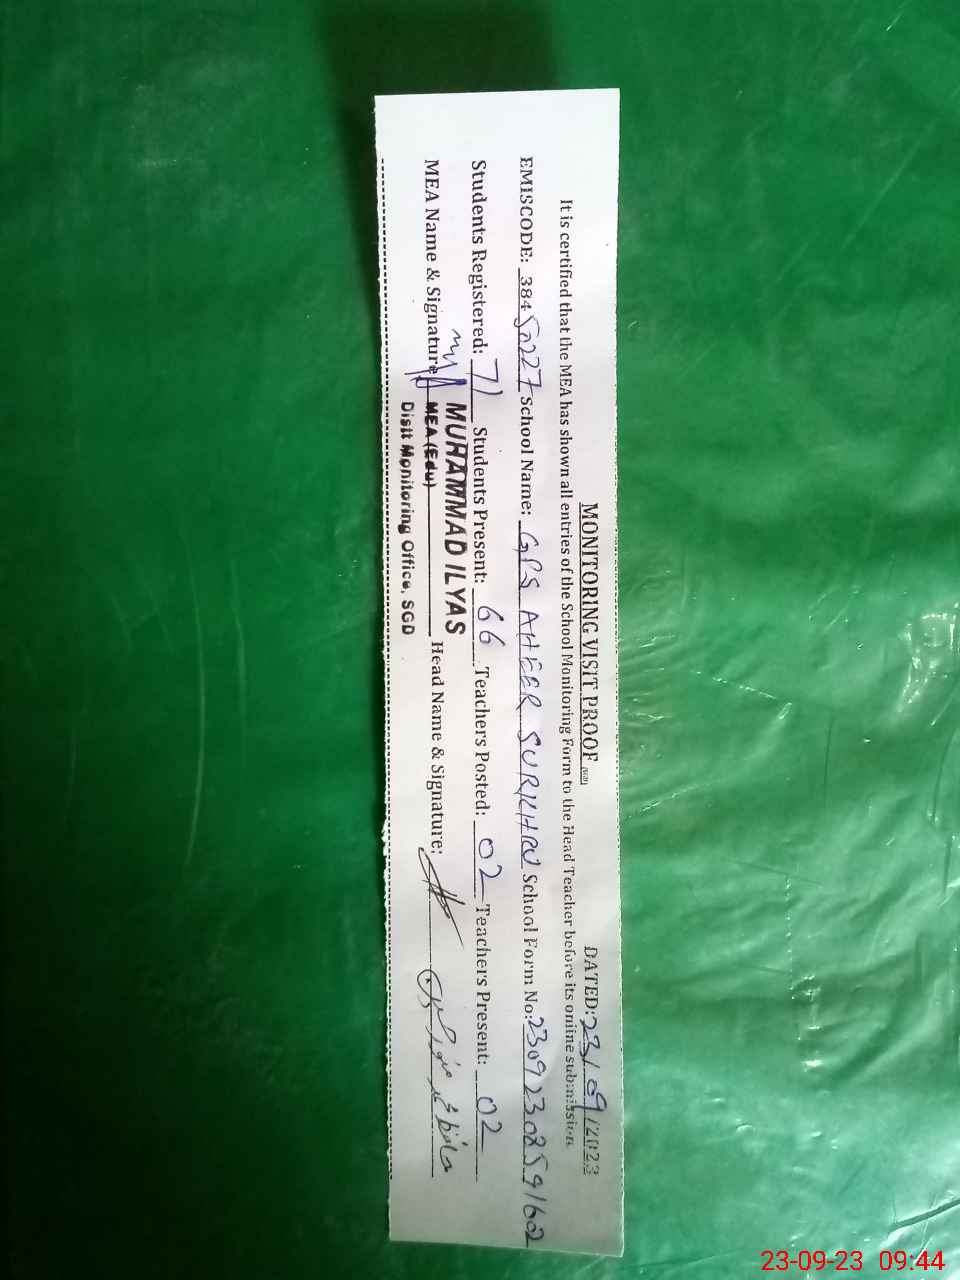 MONITORING VISIT PROOF DATED: 23/09/2023
It is certified that the MEA has shown all entries of the School Monitoring Form to the Head Teacher before its online submission.
EMISCODE: 38450227 School Name: GPS AHEER SURKHRU School Form No: 23092308591602
Students Registered: 71 Students Present: 66 Teachers Posted: 02 Teachers Present: 02
MEA Name & Signature MUHAMMAD ILYAS Head Name & Signature:
MEA (Edu)
Distt Monitoring Office, SGD
23-09-23 09:44